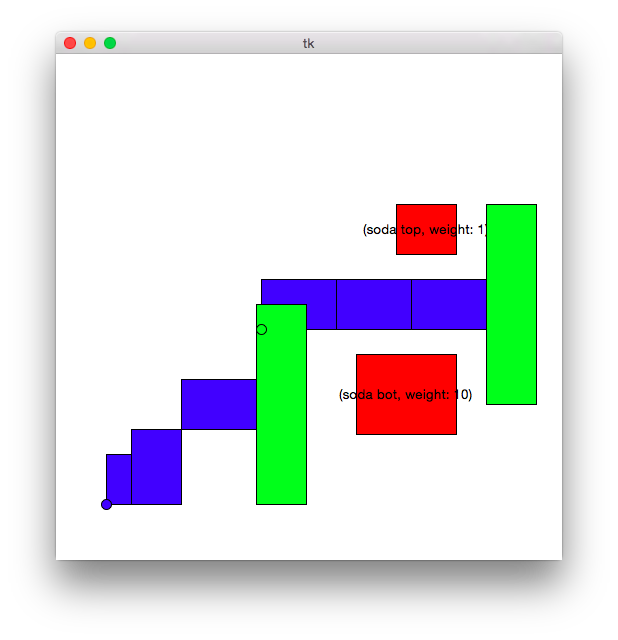 tk
(soda top, weight: 1)
(soda bot, weight: 10)